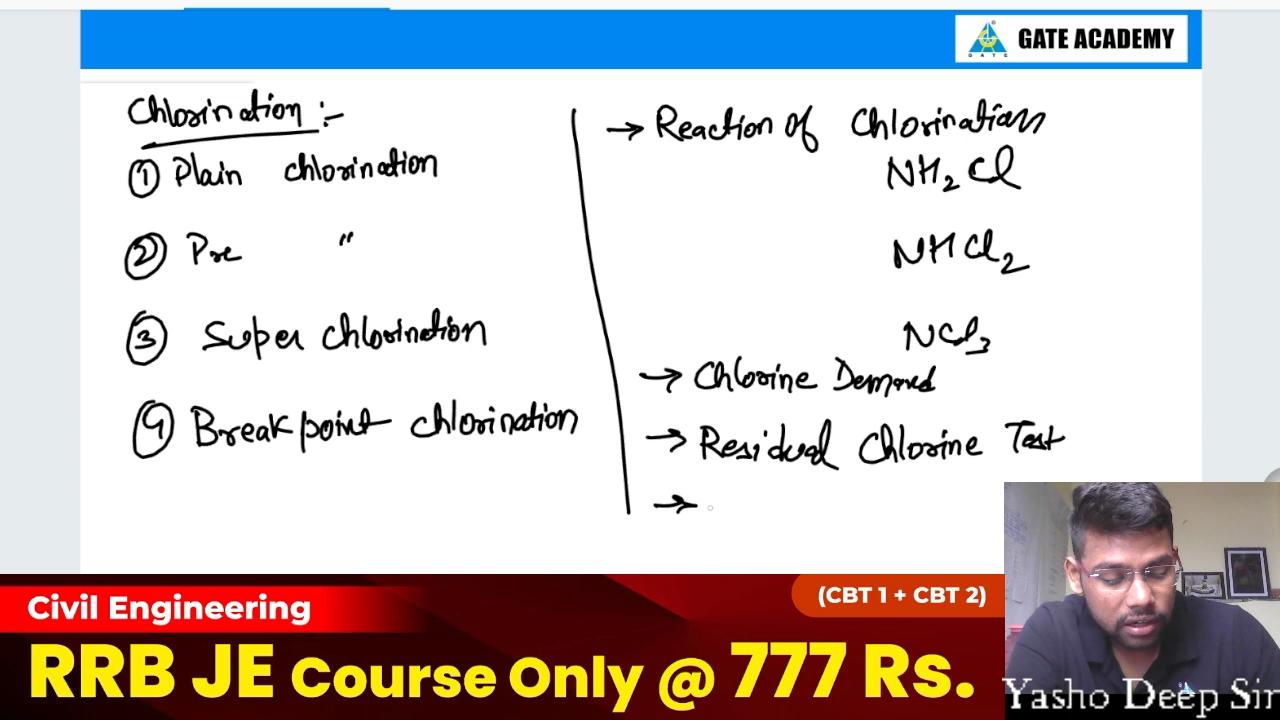 GATE ACADEMY
GATE
Chlorination :-
① Plain chlorination
② Pre "
③ Super chlorination
④ Breakpoint chlorination
→ Reaction of Chlorination
NH₂Cl
NHCl₂
NCl₃
→ Chlorine Demand
→ Residual Chlorine Test
→
Civil Engineering
(CBT 1 + CBT 2)
RRB JE Course Only @ 777 Rs.
Yasho Deep Sir